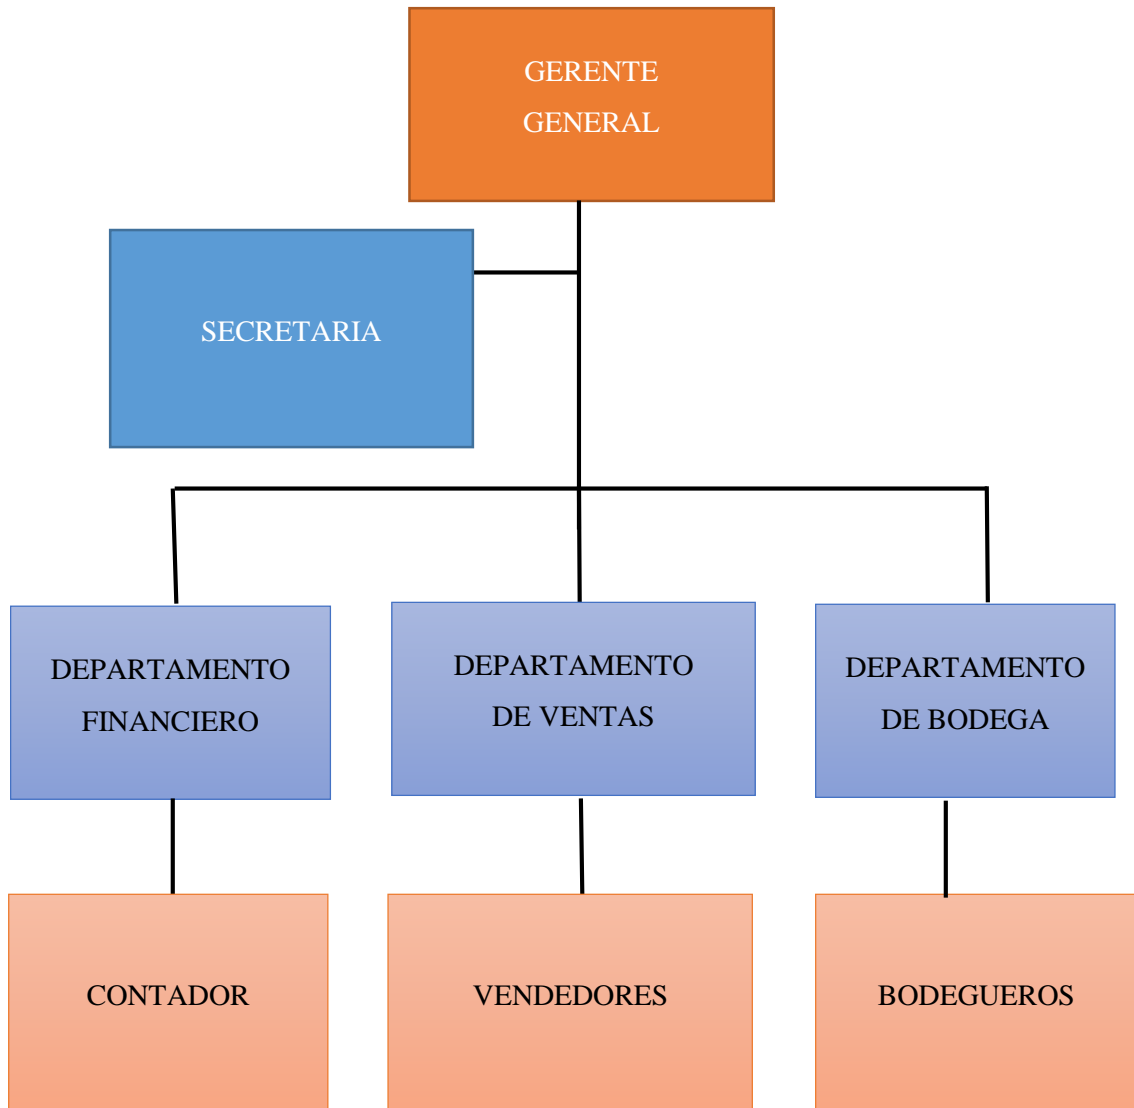 GERENTE
GENERAL
SECRETARIA
DEPARTAMENTO
FINANCIERO
DEPARTAMENTO
DE VENTAS
DEPARTAMENTO
DE BODEGA
CONTADOR
VENDEDORES
BODEGUEROS